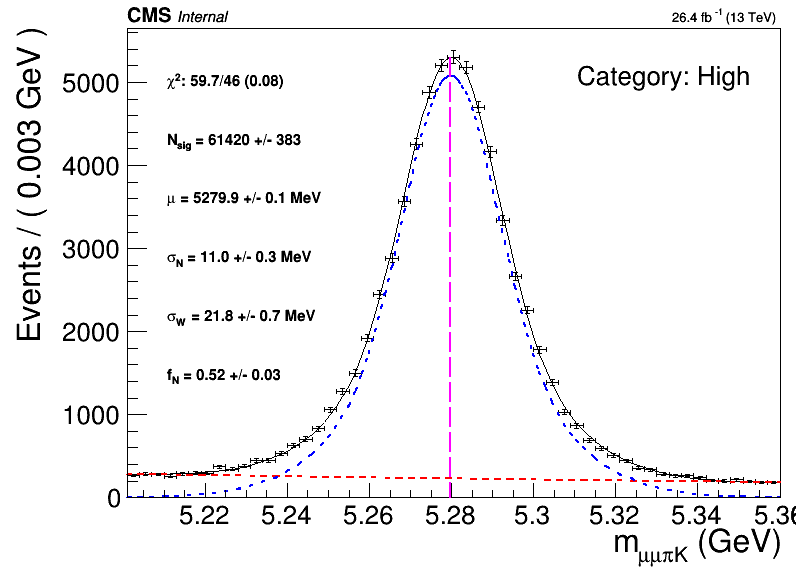 CMS Internal
26.4 fb⁻¹ (13 TeV)
Category: High
χ²: 59.7/46 (0.08)
N_sig = 61420 +/- 383
μ = 5279.9 +/- 0.1 MeV
σ_N = 11.0 +/- 0.3 MeV
σ_W = 21.8 +/- 0.7 MeV
f_N = 0.52 +/- 0.03
Events / ( 0.003 GeV )
5000
4000
3000
2000
1000
0
5.22 5.24 5.26 5.28 5.3 5.32 5.34 5.36
m_μμπK (GeV)